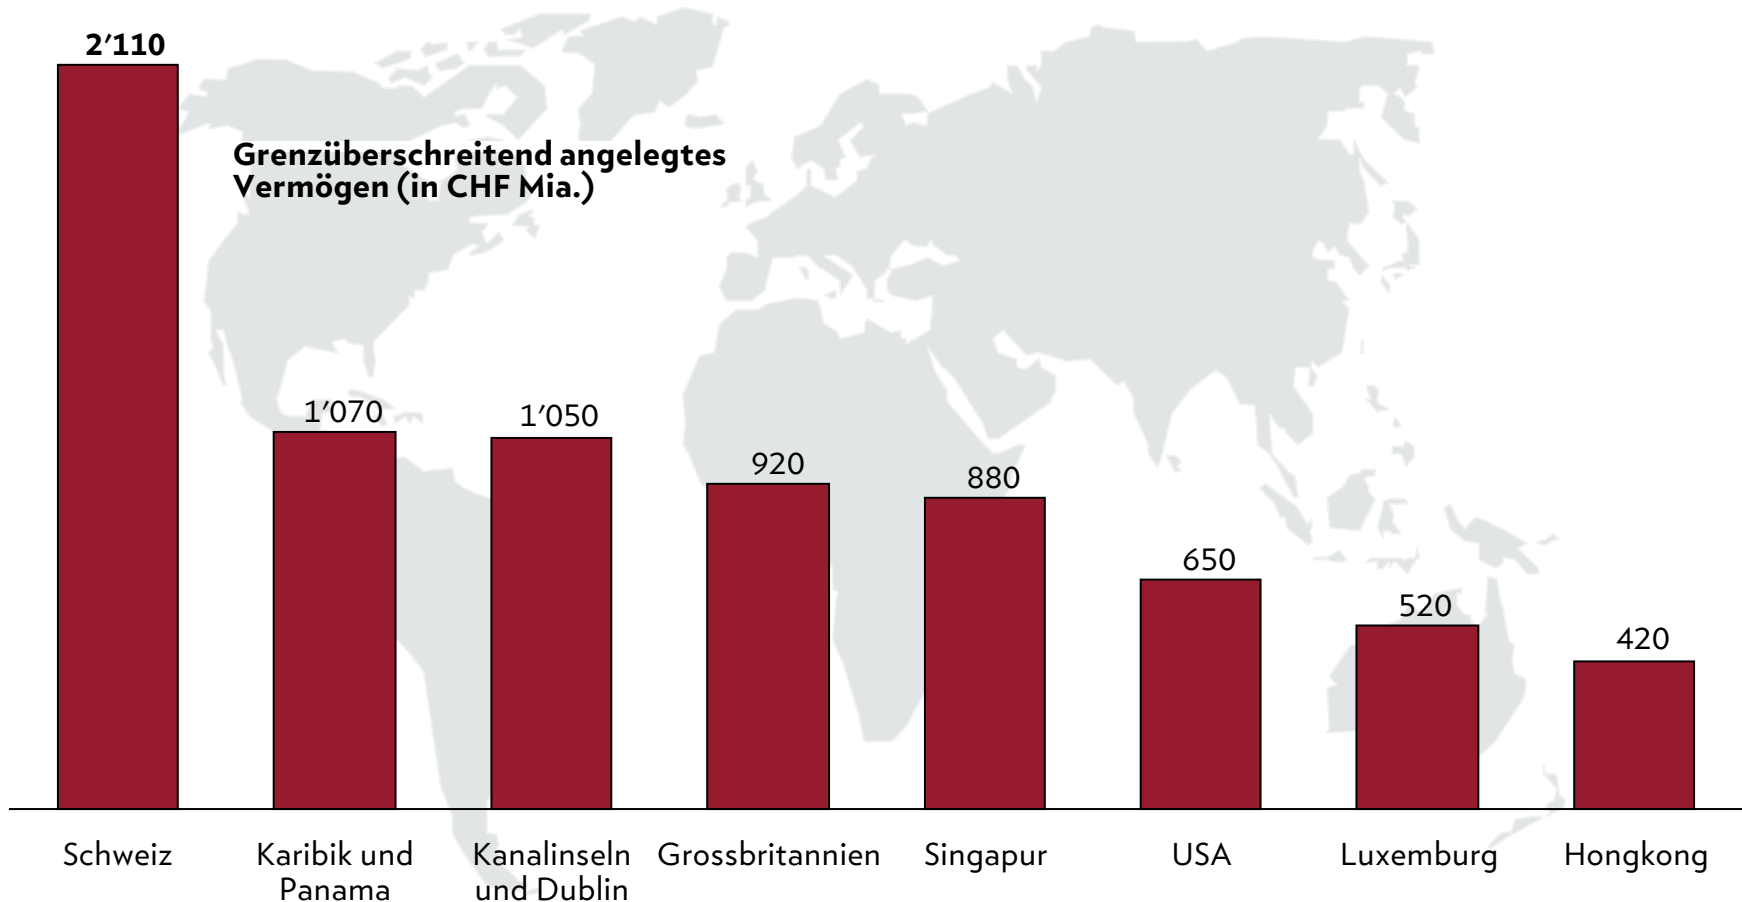 2′110
Grenzüberschreitend angelegtes
Vermögen (in CHF Mia.)
1′070
1′050
920
880
650
520
420
Schweiz
Karibik und
Panama
Kanalinseln
und Dublin
Grossbritannien
Singapur
USA
Luxemburg
Hongkong